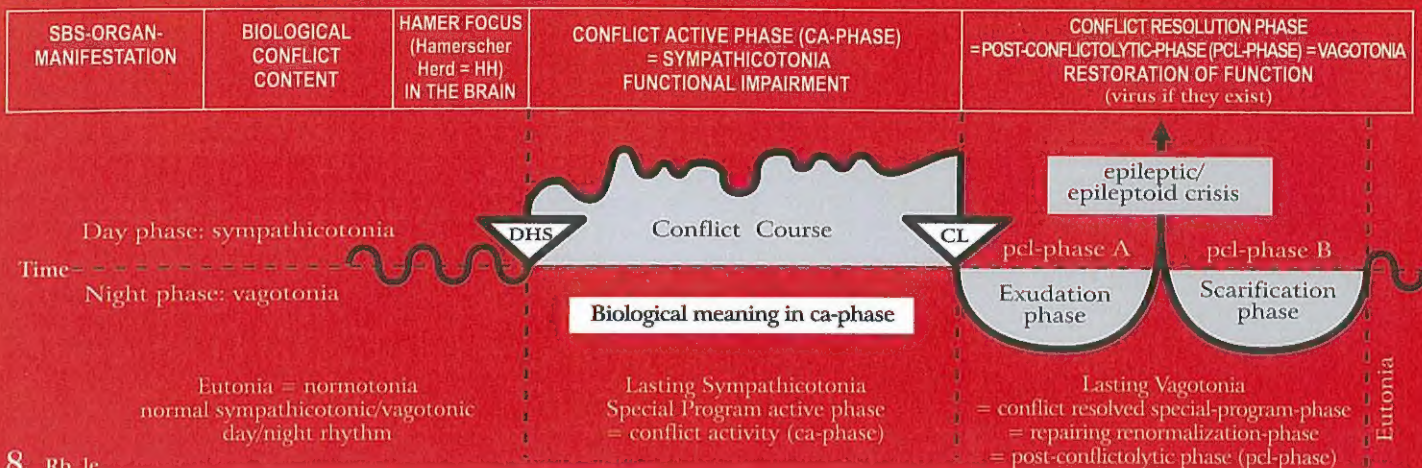 SBS-ORGAN-
MANIFESTATION
BIOLOGICAL
CONFLICT
CONTENT
HAMER FOCUS
(Hamerscher
Herd = HH)
IN THE BRAIN
CONFLICT ACTIVE PHASE (CA-PHASE)
= SYMPATHICOTONIA
FUNCTIONAL IMPAIRMENT
CONFLICT RESOLUTION PHASE
=POST-CONFLICTOLYTIC-PHASE (PCL-PHASE) = VAGOTONIA
RESTORATION OF FUNCTION
(virus if they exist)
epileptic/
epileptoid crisis
Day phase: sympathicotonia
DHS
Conflict Course
CL
pcl-phase A
pcl-phase B
Time
Night phase: vagotonia
Exudation
phase
Scarification
phase
Biological meaning in ca-phase
Eutonia = normotonia
normal sympathicotonic/vagotonic
day/night rhythm
Lasting Sympathicotonia
Special Program active phase
= conflict activity (ca-phase)
Lasting Vagotonia
= conflict resolved special-program-phase
= repairing renormalization-phase
= post-conflictolytic phase (pcl-phase)
Eutonia
8 Rh. le